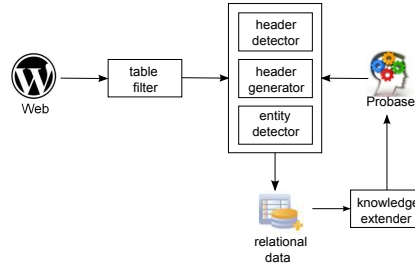 header
detector
header
generator
entity
detector
table
filter
Web
Probase
relational
data
knowledge
extender